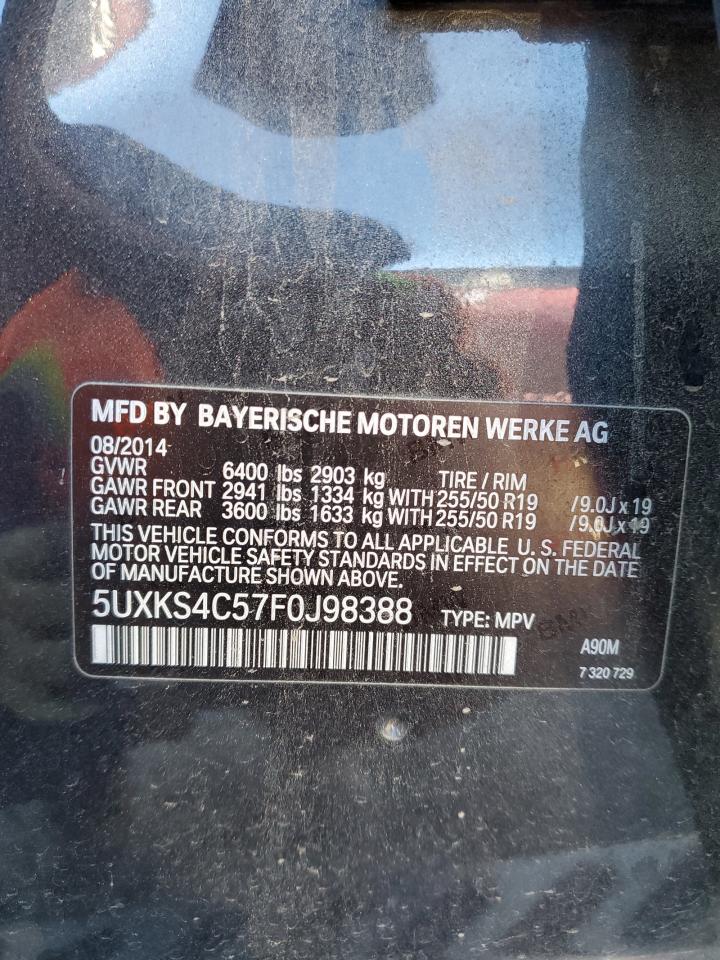 MFD BY BAYERISCHE MOTOREN WERKE AG
08/2014
GVWR 6400 lbs 2903 kg TIRE / RIM
GAWR FRONT 2941 lbs 1334 kg WITH 255/50 R19 /9.0J x 19
GAWR REAR 3600 lbs 1633 kg WITH 255/50 R19 /9.0J x 19
THIS VEHICLE CONFORMS TO ALL APPLICABLE U.S. FEDERAL
MOTOR VEHICLE SAFETY STANDARDS IN EFFECT ON THE DATE
OF MANUFACTURE SHOWN ABOVE.
5UXKS4C57F0J98388 TYPE: MPV
A90M
7 320 729